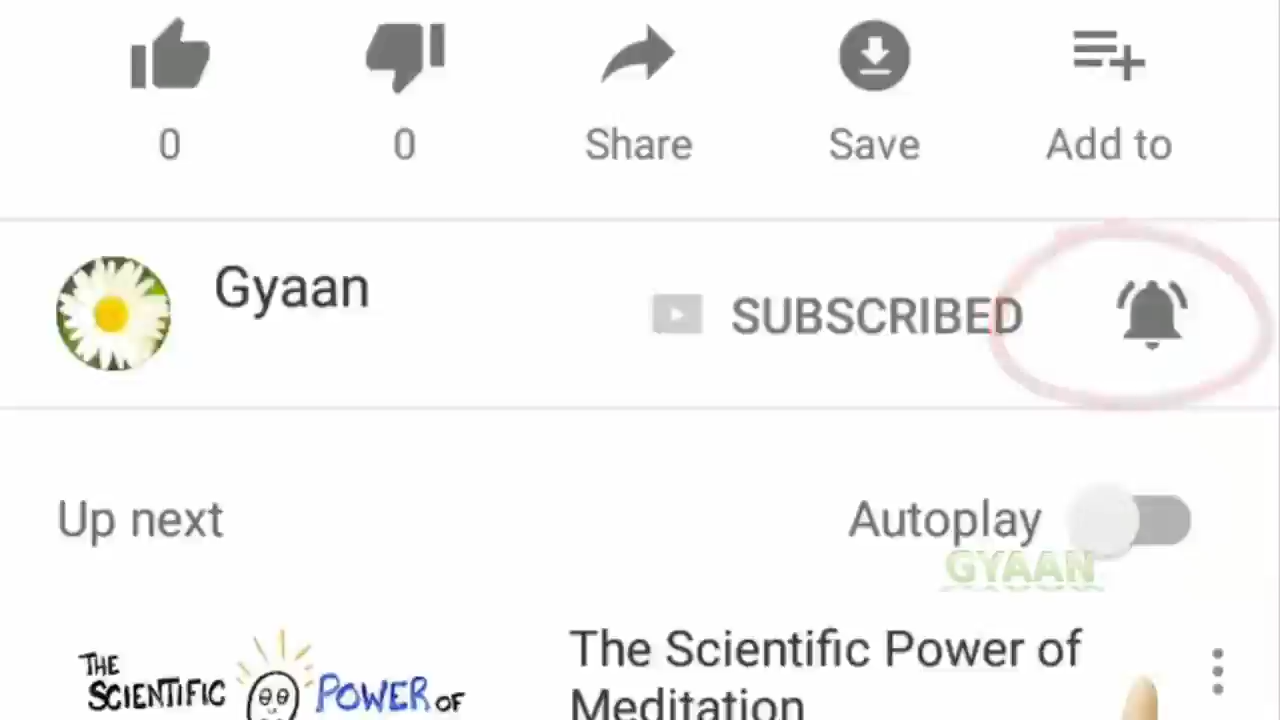 0 0 Share Save Add to
Gyaan
SUBSCRIBED
Up next
Autoplay
GYAAN
THE
SCIENTIFIC POWER OF
The Scientific Power of
Meditation